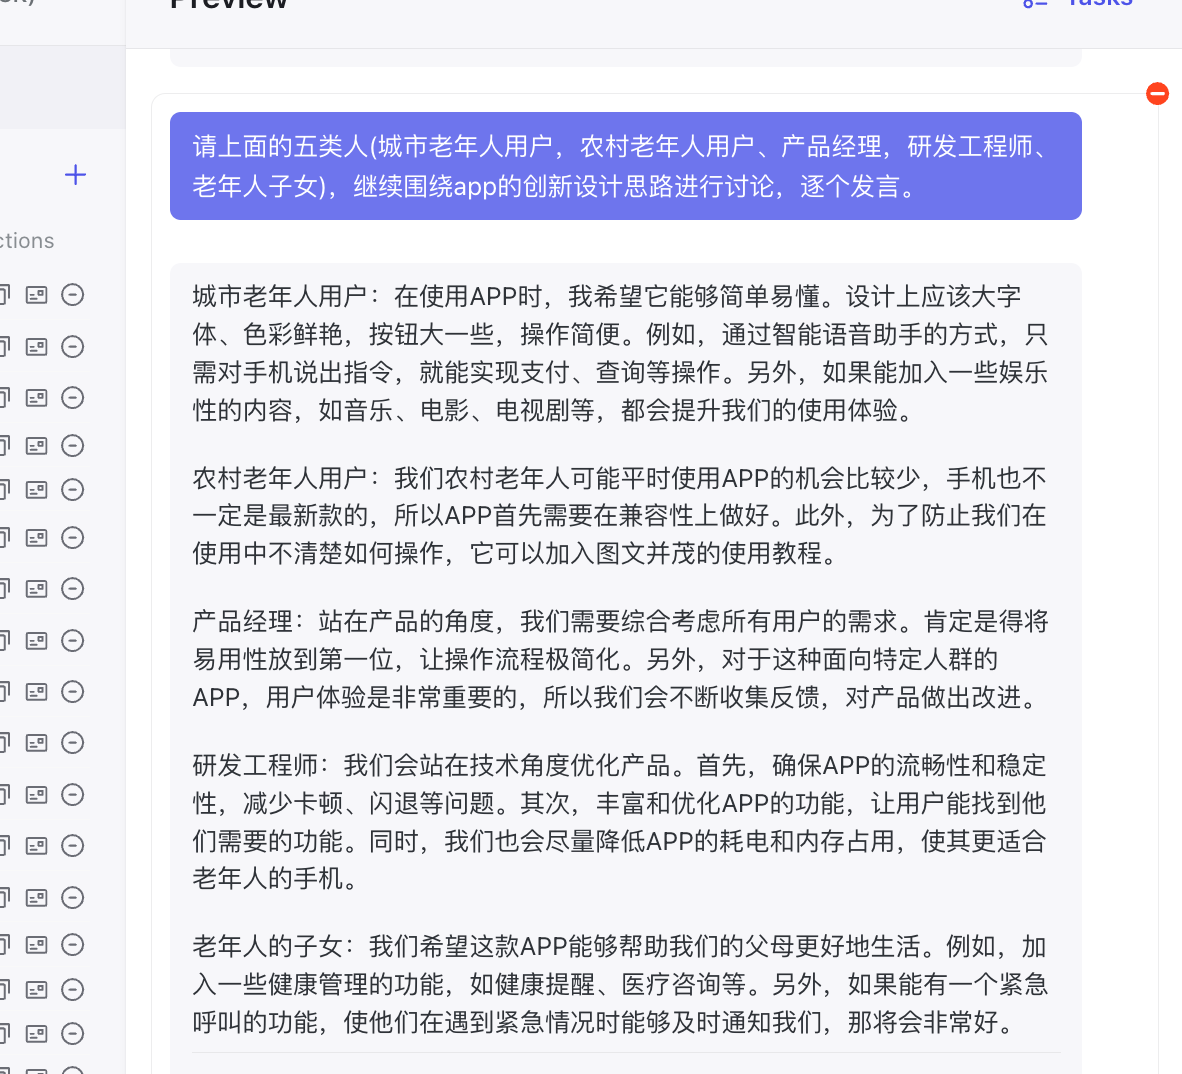 Preview
Tasks
请上面的五类人(城市老年人用户，农村老年人用户、产品经理，研发工程师、
老年人子女)，继续围绕app的创新设计思路进行讨论，逐个发言。
ctions
城市老年人用户：在使用APP时，我希望它能够简单易懂。设计上应该大字
体、色彩鲜艳，按钮大一些，操作简便。例如，通过智能语音助手的方式，只
需对手机说出指令，就能实现支付、查询等操作。另外，如果能加入一些娱乐
性的内容，如音乐、电影、电视剧等，都会提升我们的使用体验。
农村老年人用户：我们农村老年人可能平时使用APP的机会比较少，手机也不
一定是最新款的，所以APP首先需要在兼容性上做好。此外，为了防止我们在
使用中不清楚如何操作，它可以加入图文并茂的使用教程。
产品经理：站在产品的角度，我们需要综合考虑所有用户的需求。肯定是得将
易用性放到第一位，让操作流程极简化。另外，对于这种面向特定人群的
APP，用户体验是非常重要的，所以我们会不断收集反馈，对产品做出改进。
研发工程师：我们会站在技术角度优化产品。首先，确保APP的流畅性和稳定
性，减少卡顿、闪退等问题。其次，丰富和优化APP的功能，让用户能找到他
们需要的功能。同时，我们也会尽量降低APP的耗电和内存占用，使其更适合
老年人的手机。
老年人的子女：我们希望这款APP能够帮助我们的父母更好地生活。例如，加
入一些健康管理的功能，如健康提醒、医疗咨询等。另外，如果能有一个紧急
呼叫的功能，使他们在遇到紧急情况时能够及时通知我们，那将会非常好。